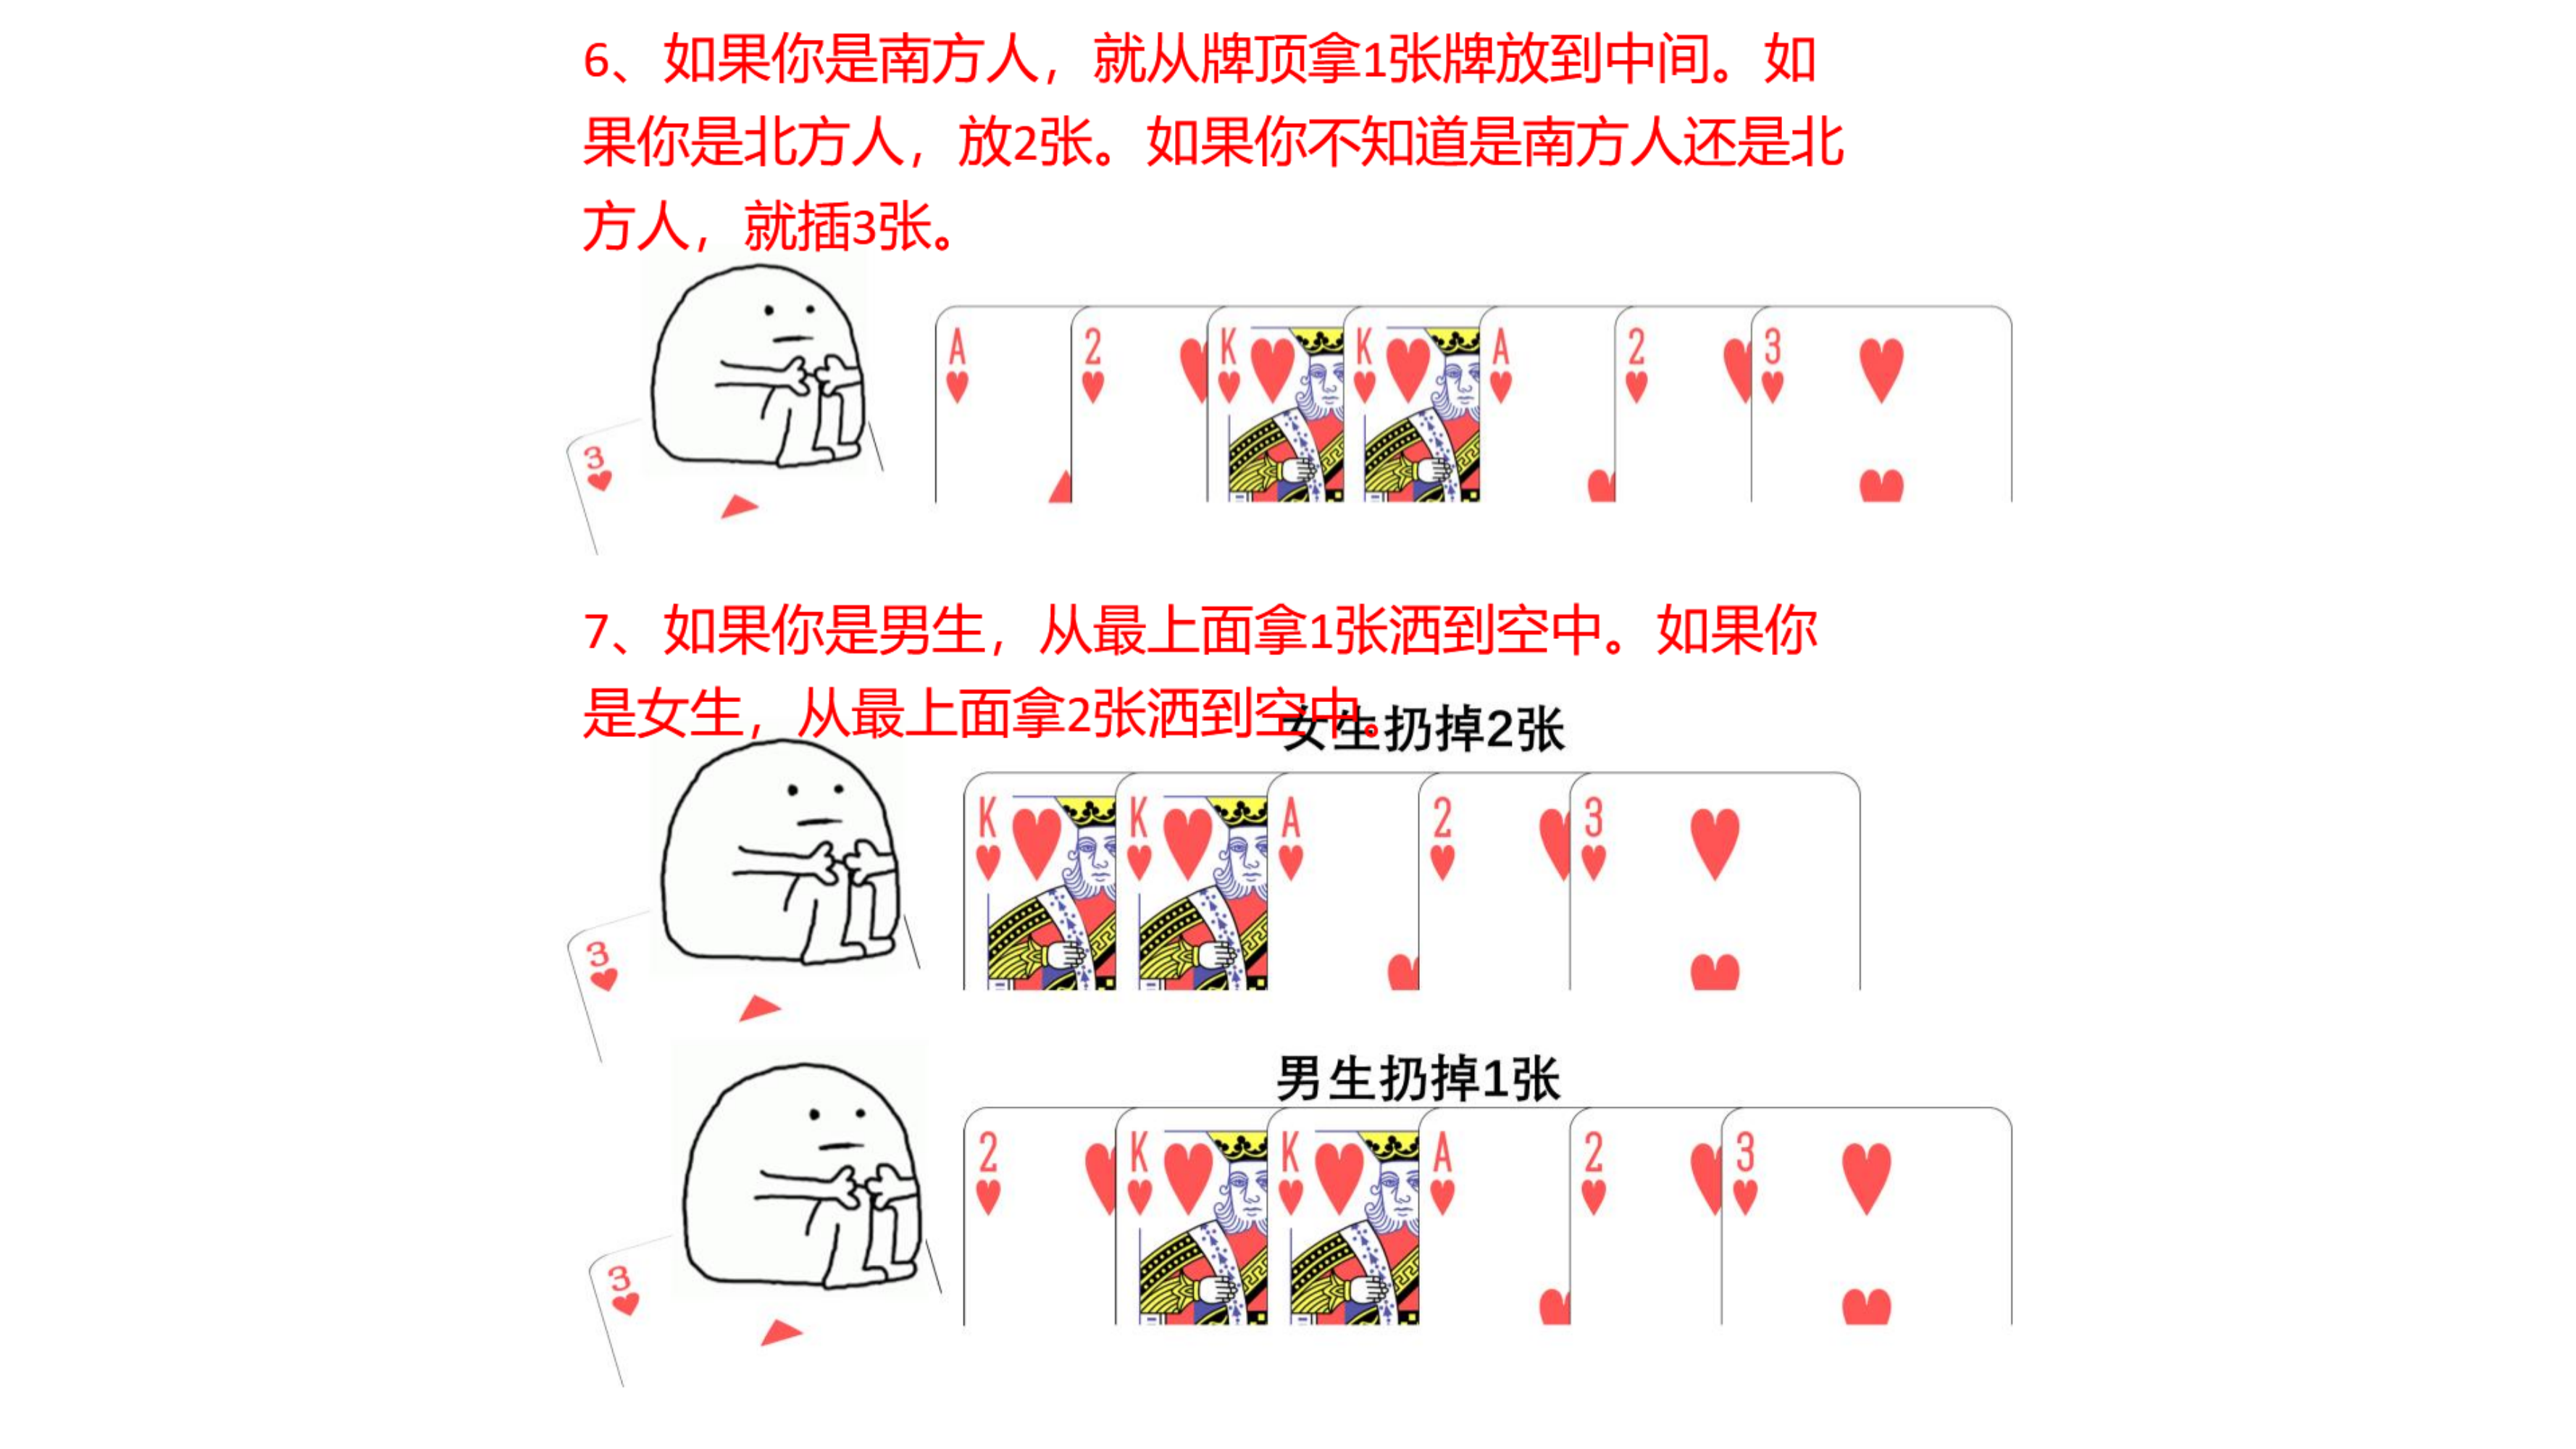 6、如果你是南方人，就从牌顶拿1张牌放到中间。如
果你是北方人，放2张。如果你不知道是南方人还是北
方人，就插3张。
A 2 K K A 2 3
3
7、如果你是男生，从最上面拿1张洒到空中。如果你
是女生，从最上面拿2张洒到空中。
女生扔掉2张
K K A 2 3
3
男生扔掉1张
2 K K A 2 3
3